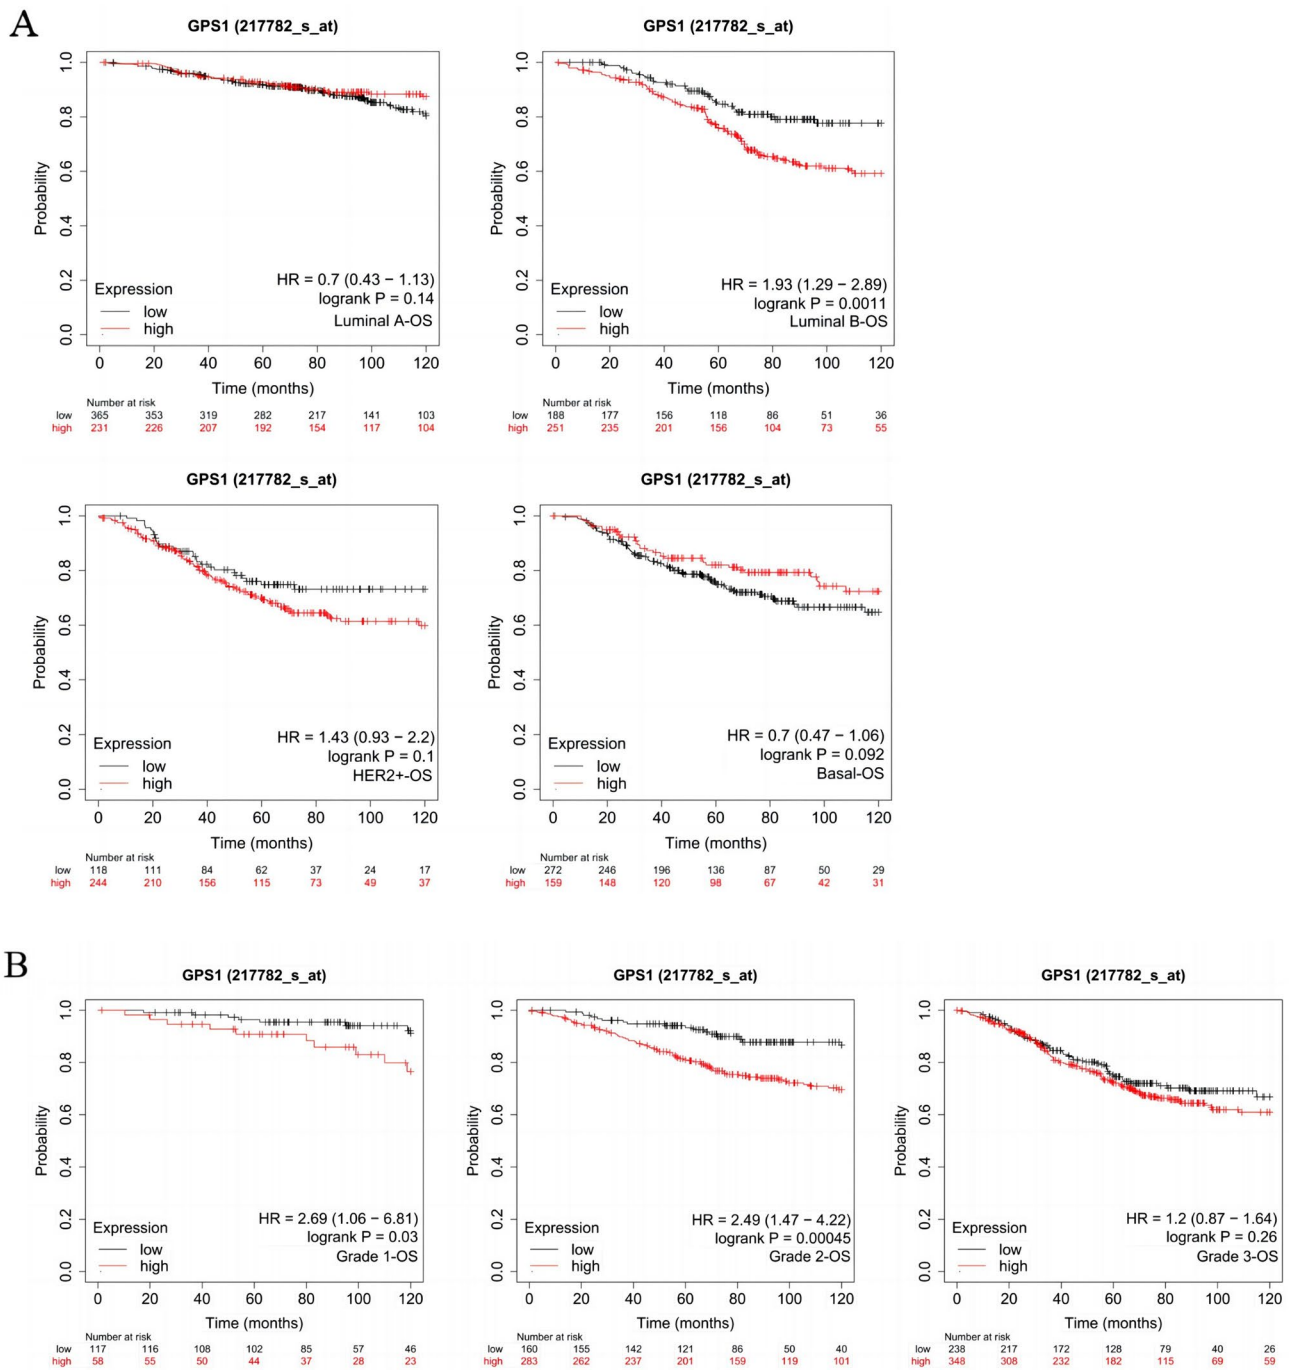 A
GPS1 (217782_s_at)
Probability
1.0
0.8
0.6
0.4
0.2
0.0
HR = 0.7 (0.43 − 1.13)
logrank P = 0.14
Luminal A-OS
Expression
low
high
0 20 40 60 80 100 120
Time (months)
Number at risk
low 365 353 319 282 217 141 103
high 231 226 207 192 154 117 104
GPS1 (217782_s_at)
Probability
1.0
0.8
0.6
0.4
0.2
0.0
HR = 1.93 (1.29 − 2.89)
logrank P = 0.0011
Luminal B-OS
Expression
low
high
0 20 40 60 80 100 120
Time (months)
Number at risk
low 188 177 156 118 86 51 36
high 251 235 201 156 104 73 55
GPS1 (217782_s_at)
Probability
1.0
0.8
0.6
0.4
0.2
0.0
HR = 1.43 (0.93 − 2.2)
logrank P = 0.1
HER2+-OS
Expression
low
high
0 20 40 60 80 100 120
Time (months)
Number at risk
low 118 111 84 62 37 24 17
high 244 210 156 115 73 49 37
GPS1 (217782_s_at)
Probability
1.0
0.8
0.6
0.4
0.2
0.0
HR = 0.7 (0.47 − 1.06)
logrank P = 0.092
Basal-OS
Expression
low
high
0 20 40 60 80 100 120
Time (months)
Number at risk
low 272 246 196 136 87 50 29
high 159 148 120 98 67 42 31
B
GPS1 (217782_s_at)
Probability
1.0
0.8
0.6
0.4
0.2
0.0
HR = 2.69 (1.06 − 6.81)
logrank P = 0.03
Grade 1-OS
Expression
low
high
0 20 40 60 80 100 120
Time (months)
Number at risk
low 117 116 108 102 85 57 46
high 58 55 50 44 37 28 23
GPS1 (217782_s_at)
Probability
1.0
0.8
0.6
0.4
0.2
0.0
HR = 2.49 (1.47 − 4.22)
logrank P = 0.00045
Grade 2-OS
Expression
low
high
0 20 40 60 80 100 120
Time (months)
Number at risk
low 160 155 142 121 86 50 40
high 283 262 237 201 159 119 101
GPS1 (217782_s_at)
Probability
1.0
0.8
0.6
0.4
0.2
0.0
HR = 1.2 (0.87 − 1.64)
logrank P = 0.26
Grade 3-OS
Expression
low
high
0 20 40 60 80 100 120
Time (months)
Number at risk
low 238 217 172 128 79 40 26
high 348 308 232 182 115 74 59